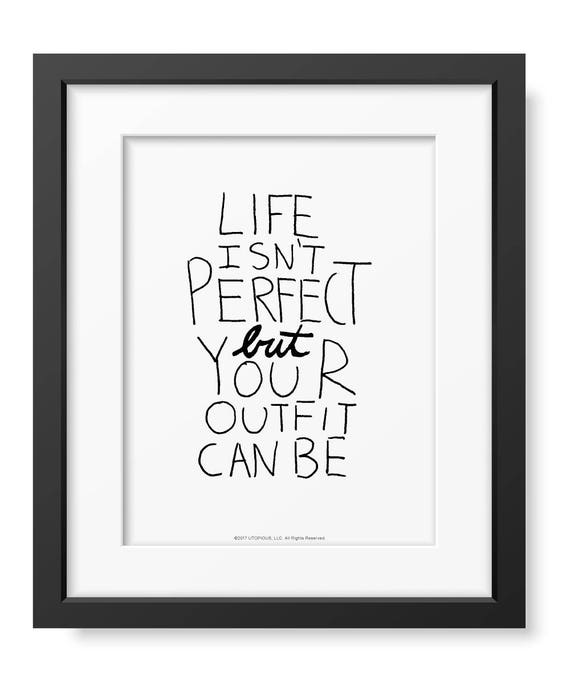 LIFE
ISN'T
PERFECT
but
YOUR
OUTFIT
CAN BE
©2017 UTOPIOUS, LLC. All Rights Reserved.